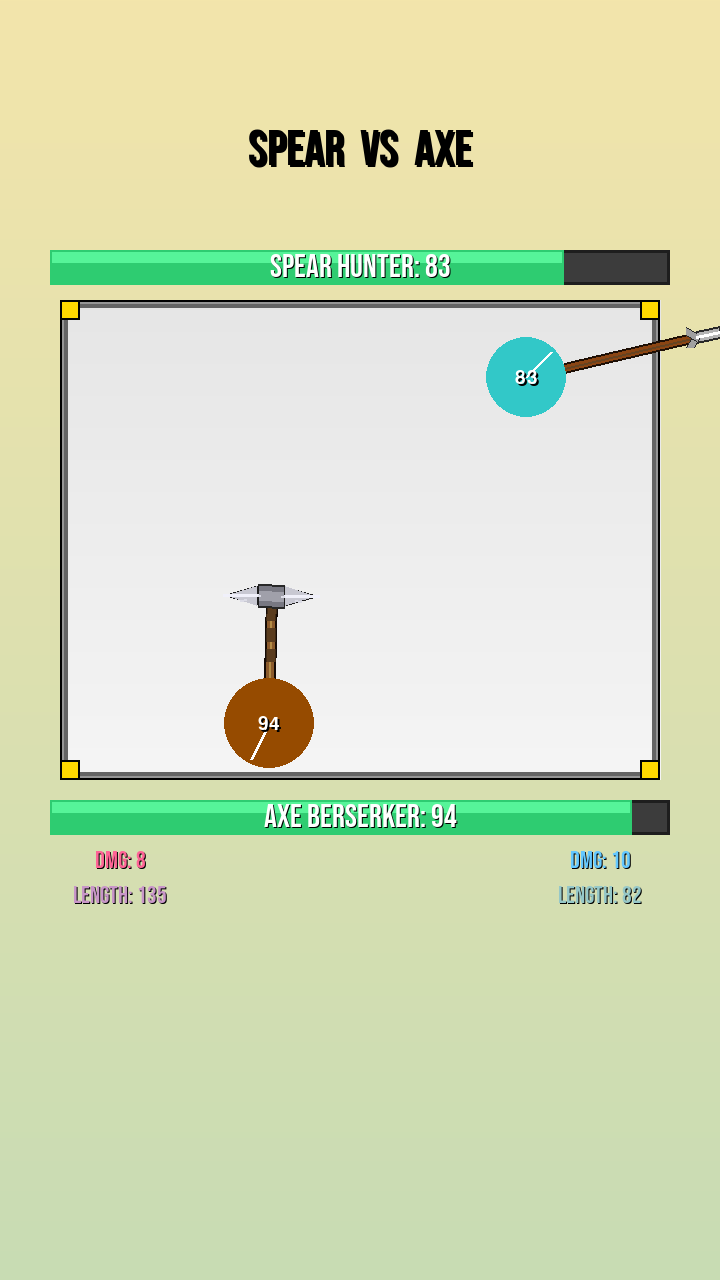 SPEAR VS AXE
SPEAR HUNTER: 83
83
94
AXE BERSERKER: 94
DMG: 8
DMG: 10
LENGTH: 135
LENGTH: 82